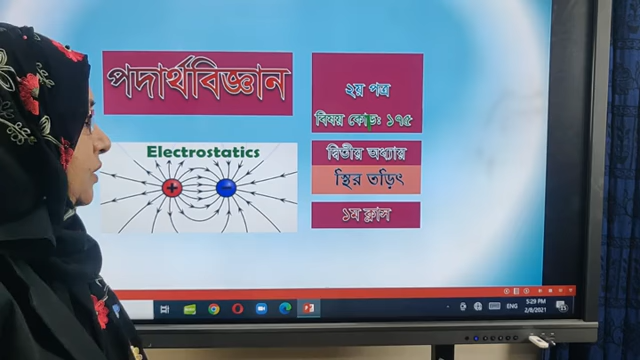 পদার্থবিজ্ঞান
২য় পত্র
বিষয় কোডঃ ১৭৫
Electrostatics
দ্বিতীয় অধ্যায়
স্থির তড়িৎ
১ম ক্লাস
ENG
5:29 PM
2/8/2021